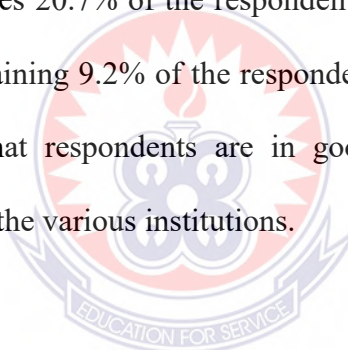 es 20.7% of the responden
aining 9.2% of the responde
hat respondents are in goo
the various institutions.
EDUCATION FOR SERVICE